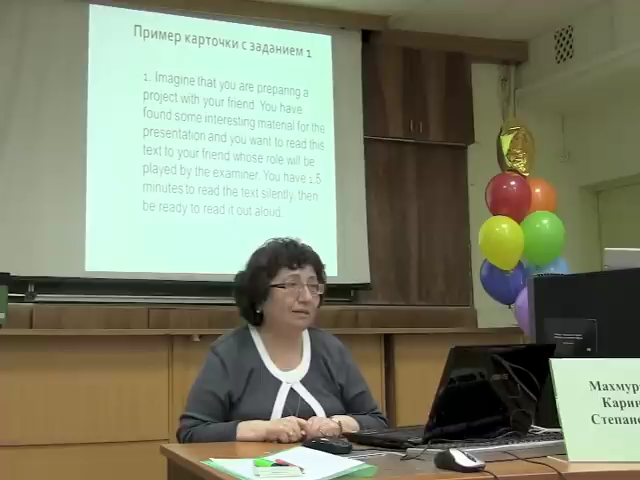 Пример карточки с заданием 1
1. Imagine that you are preparing a
project with your friend. You have
found some interesting material for the
presentation and you want to read this
text to your friend whose role will be
played by the examiner. You have 1.5
minutes to read the text silently, then
be ready to read it out aloud.